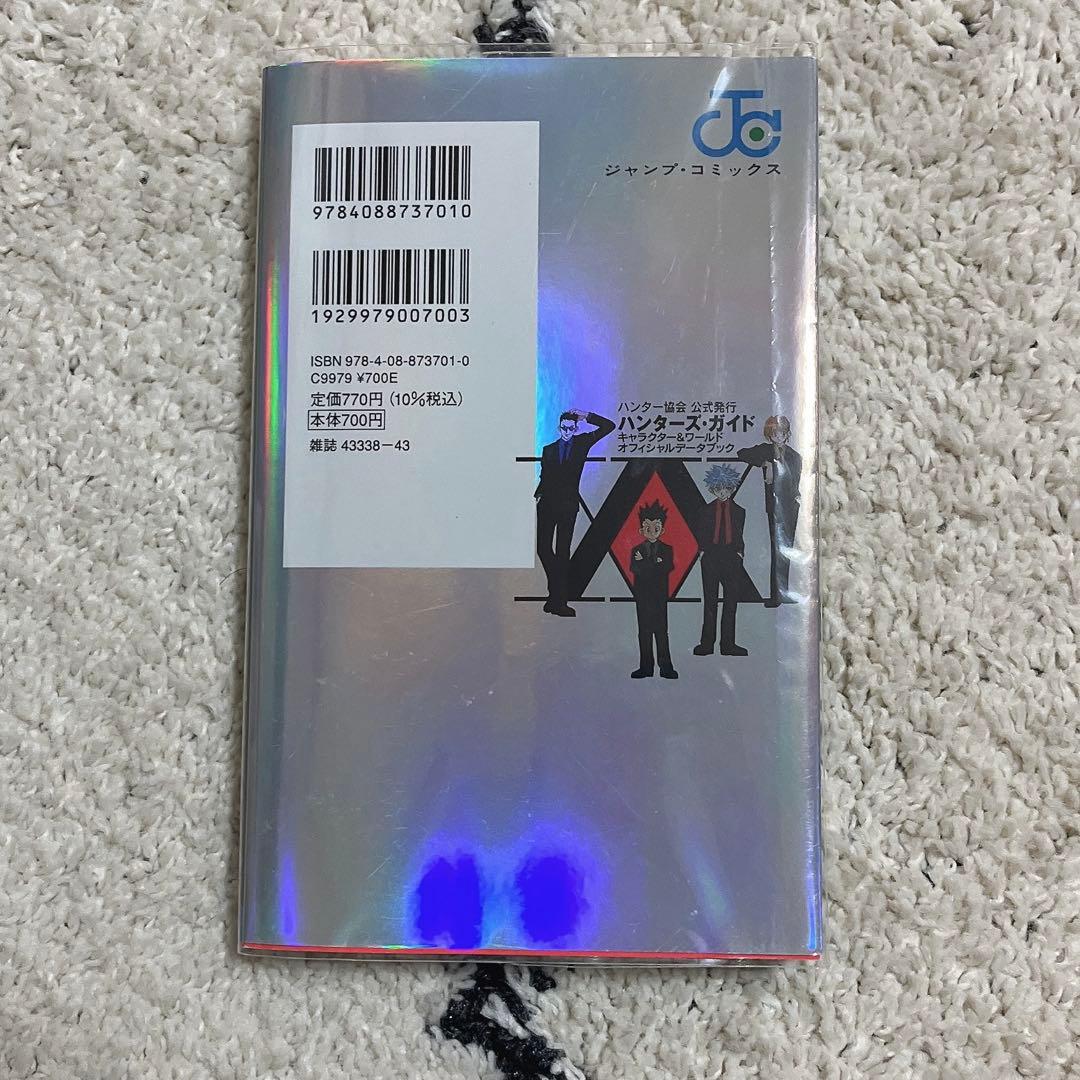 9784088737010
1929979007003
ISBN 978-4-08-873701-0
C9979 ¥700E
定価770円(10%税込)
本体700円
雑誌 43338-43
JC
ジャンプ・コミックス
ハンター協会 公式発行
ハンターズ・ガイド
キャラクター&ワールド
オフィシャルデータブック